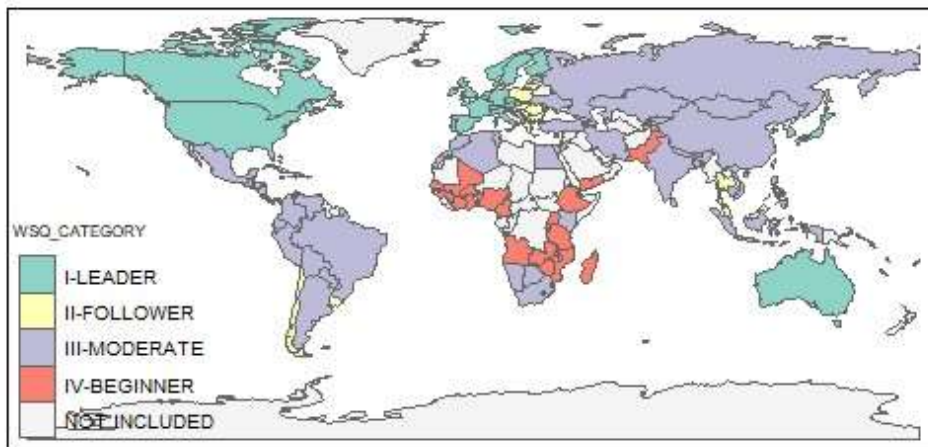 WSQ_CATEGORY
I-LEADER
II-FOLLOWER
III-MODERATE
IV-BEGINNER
NOT INCLUDED